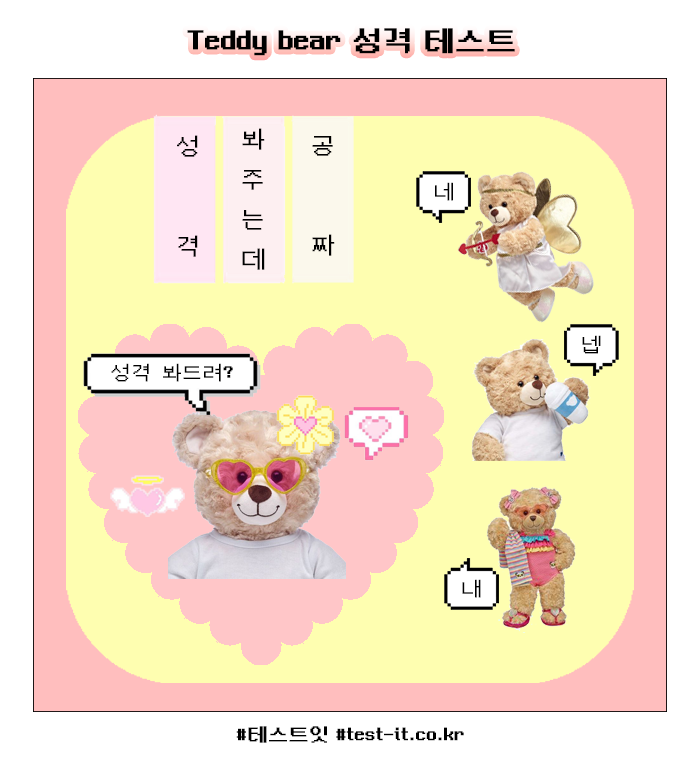 Teddy bear 성격 테스트
성격
봐주는데
공짜
네
넵
성격 봐드려?
내
#테스트잇 #test-it.co.kr